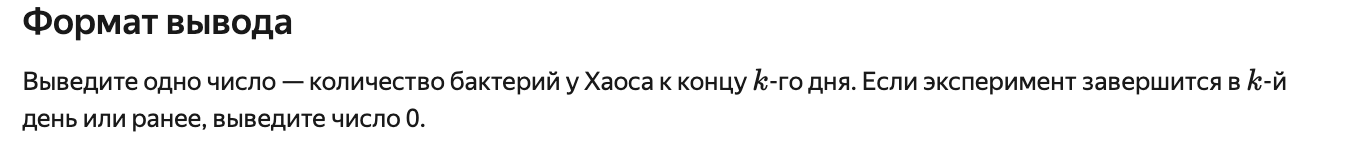 Формат вывода
Выведите одно число — количество бактерий у Хаоса к концу k-го дня. Если эксперимент завершится в k-й
день или ранее, выведите число 0.